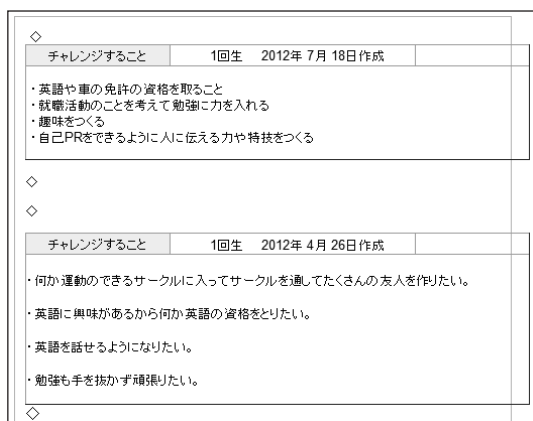 ◇
チャレンジすること 1回生 2012年 7月 18日作成
・英語や車の免許の資格を取ること
・就職活動のことを考えて勉強に力を入れる
・趣味をつくる
・自己PRをできるように人に伝える力や特技をつくる
◇
◇
チャレンジすること 1回生 2012年 4月 26日作成
・何か運動のできるサークルに入ってサークルを通してたくさんの友人を作りたい。
・英語に興味があるから何か英語の資格をとりたい。
・英語を話せるようになりたい。
・勉強も手を抜かず頑張りたい。
◇